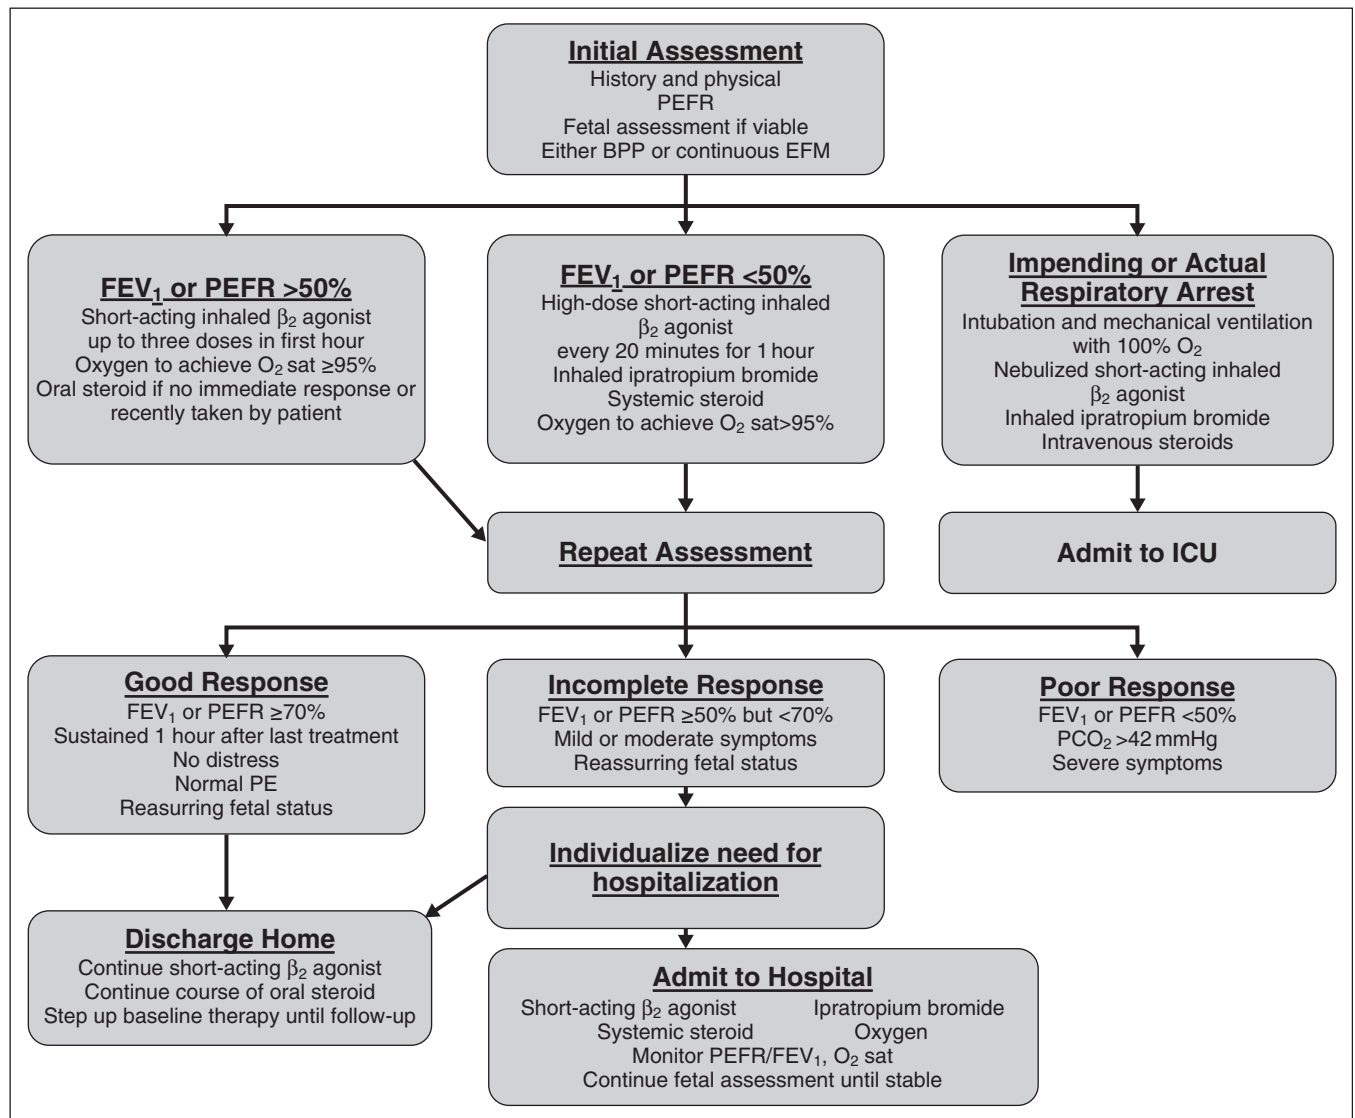 Initial Assessment
History and physical
PEFR
Fetal assessment if viable
Either BPP or continuous EFM
FEV₁ or PEFR >50%
Short-acting inhaled β₂ agonist
up to three doses in first hour
Oxygen to achieve O₂ sat ≥95%
Oral steroid if no immediate response or
recently taken by patient
FEV₁ or PEFR <50%
High-dose short-acting inhaled
β₂ agonist
every 20 minutes for 1 hour
Inhaled ipratropium bromide
Systemic steroid
Oxygen to achieve O₂ sat>95%
Impending or Actual
Respiratory Arrest
Intubation and mechanical ventilation
with 100% O₂
Nebulized short-acting inhaled
β₂ agonist
Inhaled ipratropium bromide
Intravenous steroids
Repeat Assessment
Admit to ICU
Good Response
FEV₁ or PEFR ≥70%
Sustained 1 hour after last treatment
No distress
Normal PE
Reasurring fetal status
Incomplete Response
FEV₁ or PEFR ≥50% but <70%
Mild or moderate symptoms
Reassurring fetal status
Poor Response
FEV₁ or PEFR <50%
PCO₂ >42 mmHg
Severe symptoms
Individualize need for
hospitalization
Discharge Home
Continue short-acting β₂ agonist
Continue course of oral steroid
Step up baseline therapy until follow-up
Admit to Hospital
Short-acting β₂ agonist Ipratropium bromide
Systemic steroid Oxygen
Monitor PEFR/FEV₁, O₂ sat
Continue fetal assessment until stable